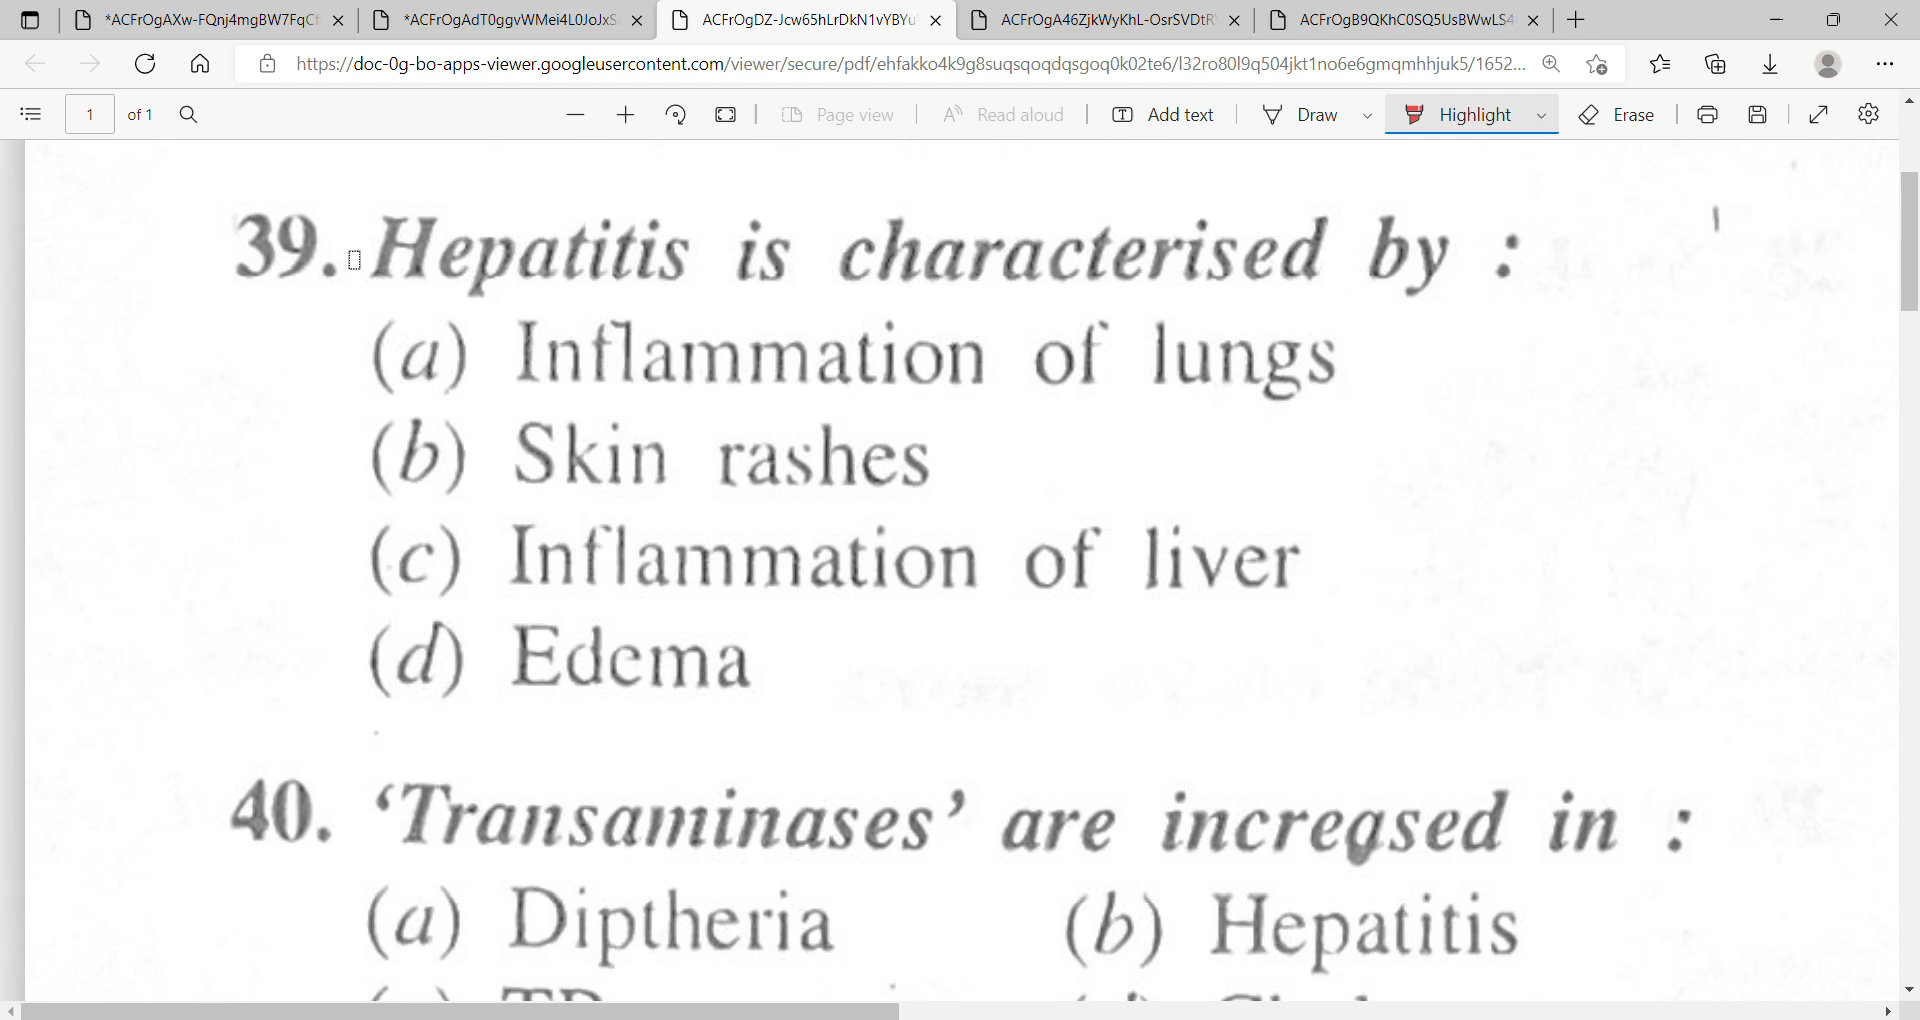 *ACFrOgAXw-FQnj4mgBW7FqCf
*ACFrOgAdT0ggvWMei4L0JoJxS
ACFrOgDZ-Jcw65hLrDkN1vYBYu
ACFrOgA46ZjkWyKhL-OsrSVDtR
ACFrOgB9QKhC0SQ5UsBWwLS4
https://doc-0g-bo-apps-viewer.googleusercontent.com/viewer/secure/pdf/ehfakko4k9g8suqsqoqdqsgoq0k02te6/l32ro80l9q504jkt1no6e6gmqmhhjuk5/1652...
1 of 1 Page view Read aloud Add text Draw Highlight Erase
39. Hepatitis is characterised by :
(a) Inflammation of lungs
(b) Skin rashes
(c) Inflammation of liver
(d) Edema
40. ‘Transaminases’ are increased in :
(a) Diptheria (b) Hepatitis